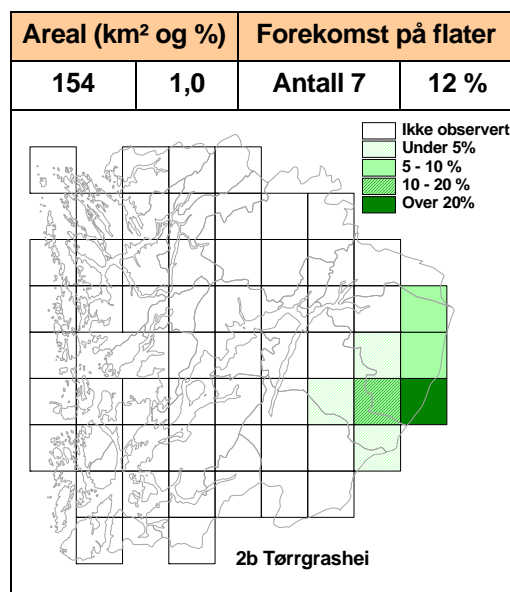 Areal (km² og %) Forekomst på flater
154 1,0 Antall 7 12 %
Ikke observert
Under 5%
5 - 10 %
10 - 20 %
Over 20%
2b Tørrgrashei